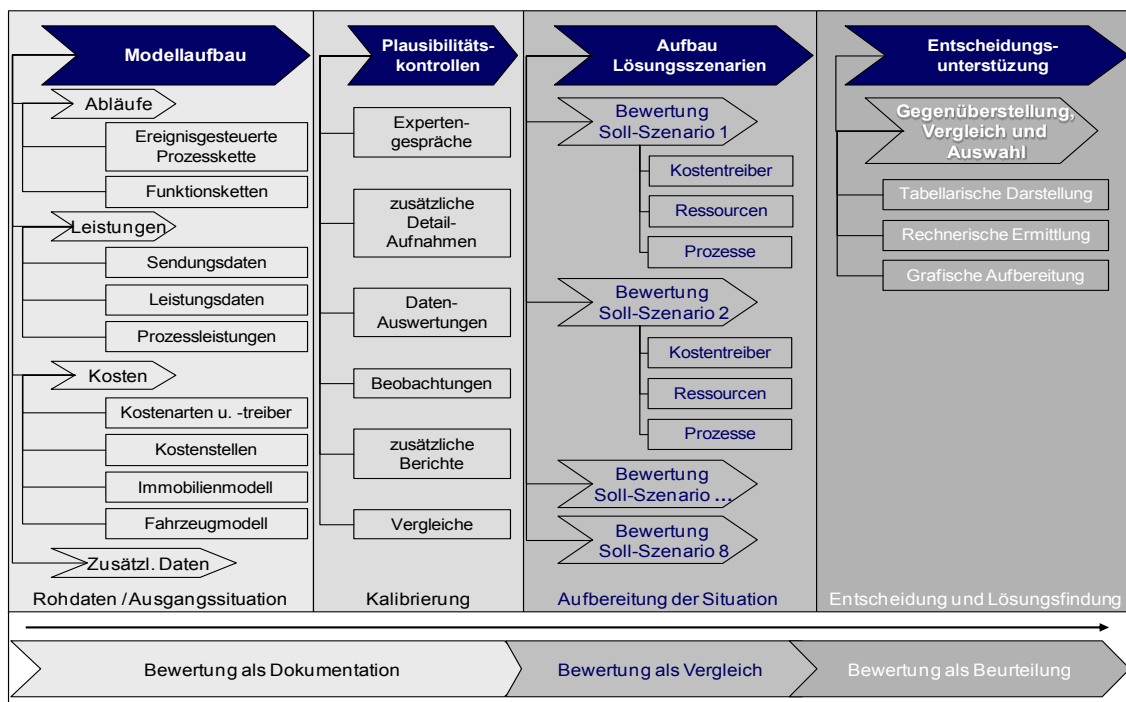 Modellaufbau
Abläufe
Ereignisgesteuerte
Prozesskette
Funktionsketten
Leistungen
Sendungsdaten
Leistungsdaten
Prozessleistungen
Kosten
Kostenarten u. -treiber
Kostenstellen
Immobilienmodell
Fahrzeugmodell
Zusätzl. Daten
Rohdaten / Ausgangssituation
Plausibilitäts-
kontrollen
Experten-
gespräche
zusätzliche
Detail-
Aufnahmen
Daten-
Auswertungen
Beobachtungen
zusätzliche
Berichte
Vergleiche
Kalibrierung
Aufbau
Lösungsszenarien
Bewertung
Soll-Szenario 1
Kostentreiber
Ressourcen
Prozesse
Bewertung
Soll-Szenario 2
Kostentreiber
Ressourcen
Prozesse
Bewertung
Soll-Szenario ...
Bewertung
Soll-Szenario 8
Aufbereitung der Situation
Entscheidungs-
unterstüzung
Gegenüberstellung,
Vergleich und
Auswahl
Tabellarische Darstellung
Rechnerische Ermittlung
Grafische Aufbereitung
Entscheidung und Lösungsfindung
Bewertung als Dokumentation
Bewertung als Vergleich
Bewertung als Beurteilung